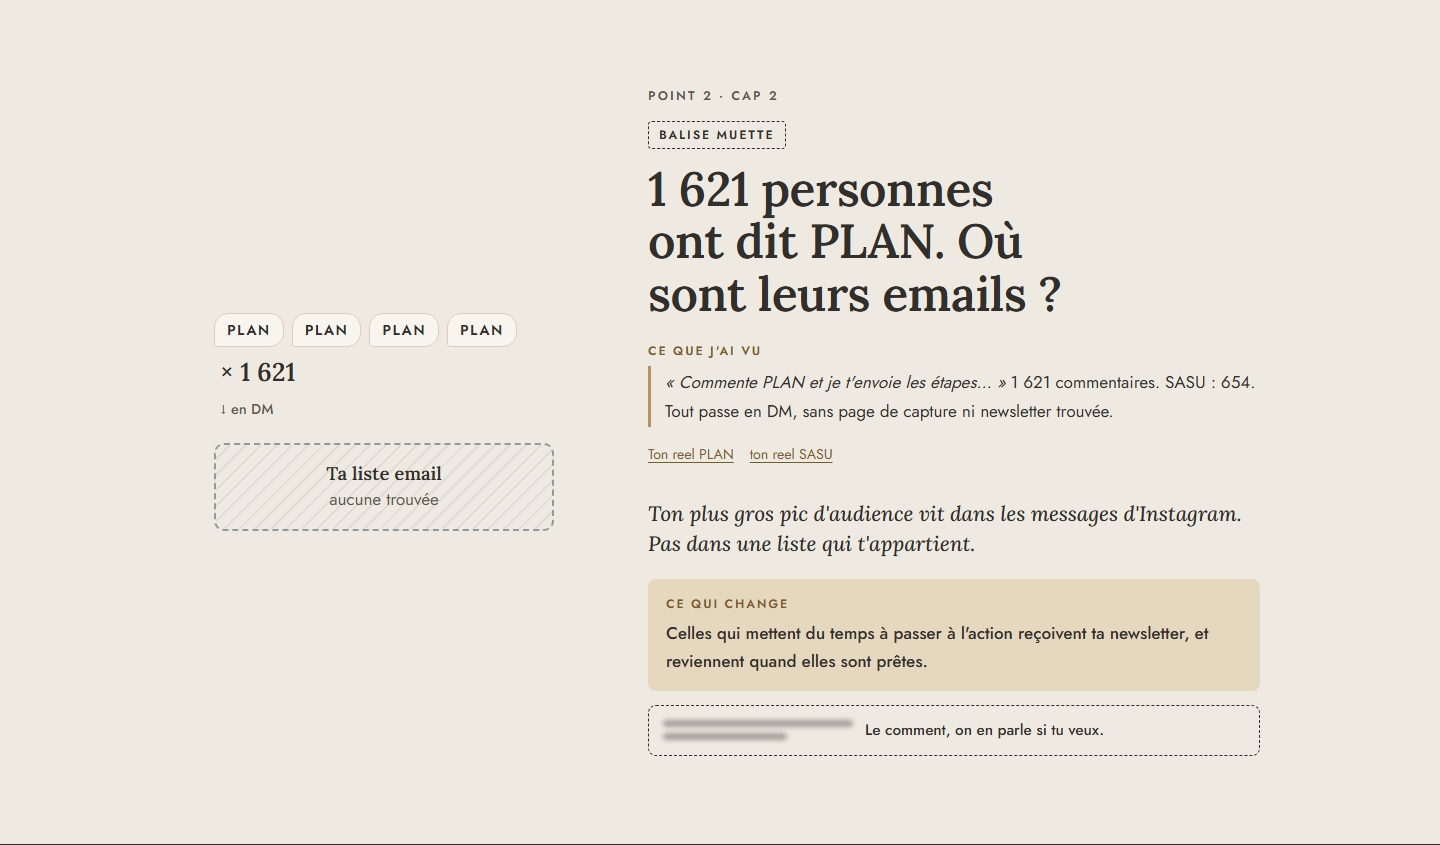 POINT 2 · CAP 2
BALISE MUETTE
1 621 personnes
ont dit PLAN. Où
sont leurs emails ?
CE QUE J'AI VU
« Commente PLAN et je t'envoie les étapes… » 1 621 commentaires. SASU : 654.
Tout passe en DM, sans page de capture ni newsletter trouvée.
Ton reel PLAN ton reel SASU
Ton plus gros pic d'audience vit dans les messages d'Instagram.
Pas dans une liste qui t'appartient.
CE QUI CHANGE
Celles qui mettent du temps à passer à l'action reçoivent ta newsletter, et
reviennent quand elles sont prêtes.
Le comment, on en parle si tu veux.
PLAN PLAN PLAN PLAN
× 1 621
↓ en DM
Ta liste email
aucune trouvée